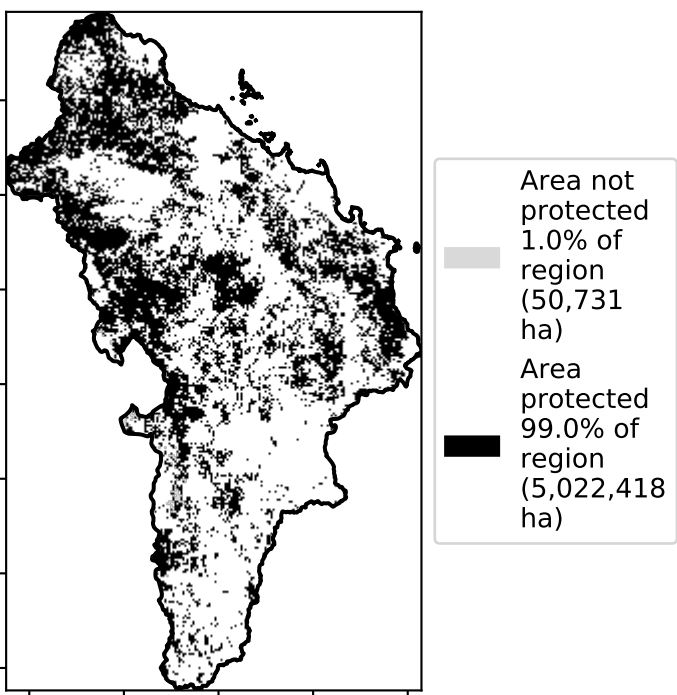 Area not
protected
1.0% of
region
(50,731
ha)
Area
protected
99.0% of
region
(5,022,418
ha)